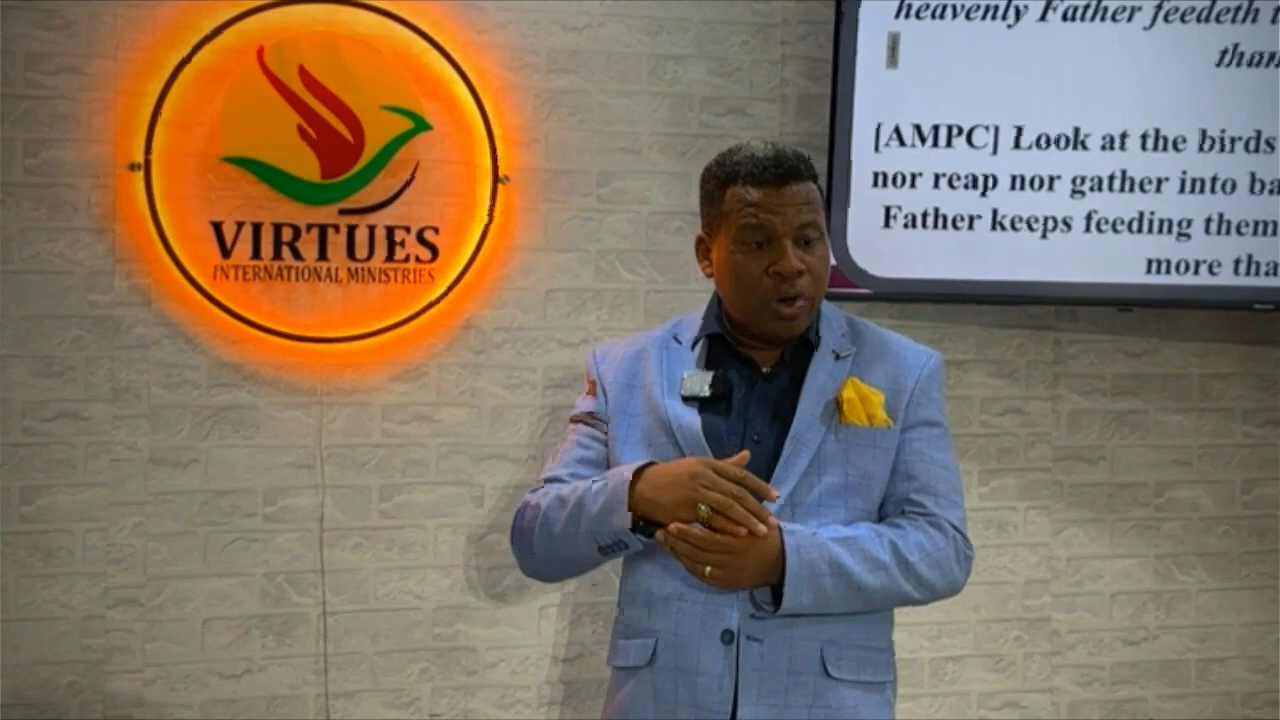 VIRTUES
INTERNATIONAL MINISTRIES
heavenly Father feedeth
than
[AMPC] Look at the birds
nor reap nor gather into ba
Father keeps feeding them
more tha